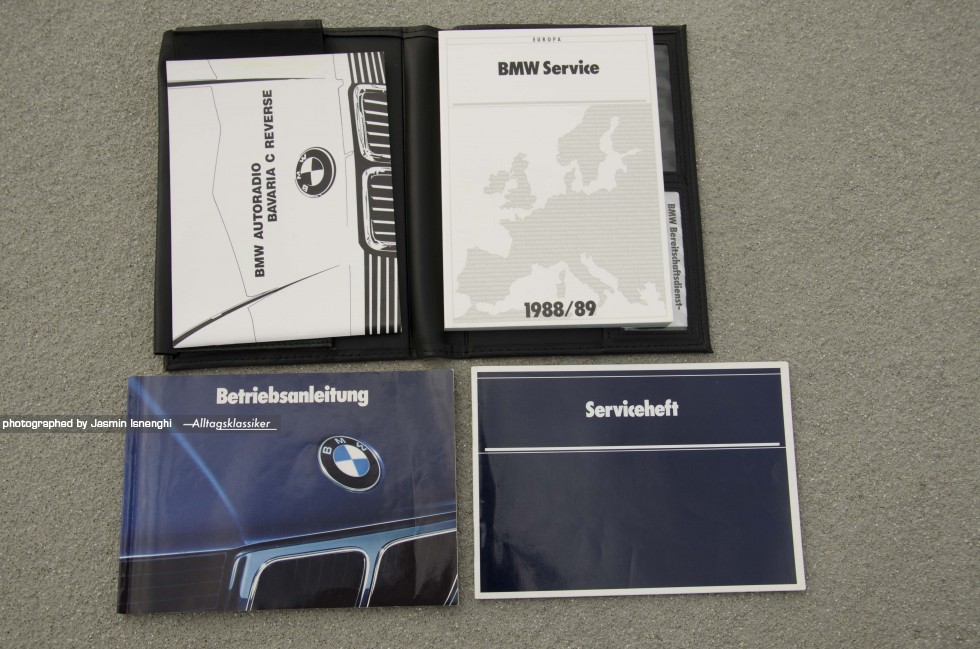 EUROPA
BMW Service
1988/89
BMW AUTORADIO
BAVARIA C REVERSE
BMW
BMW Bereitschaftsdienst-
Betriebsanleitung
BMW
Serviceheft
photographed by Jasmin Isnenghi —Alltagsklassiker